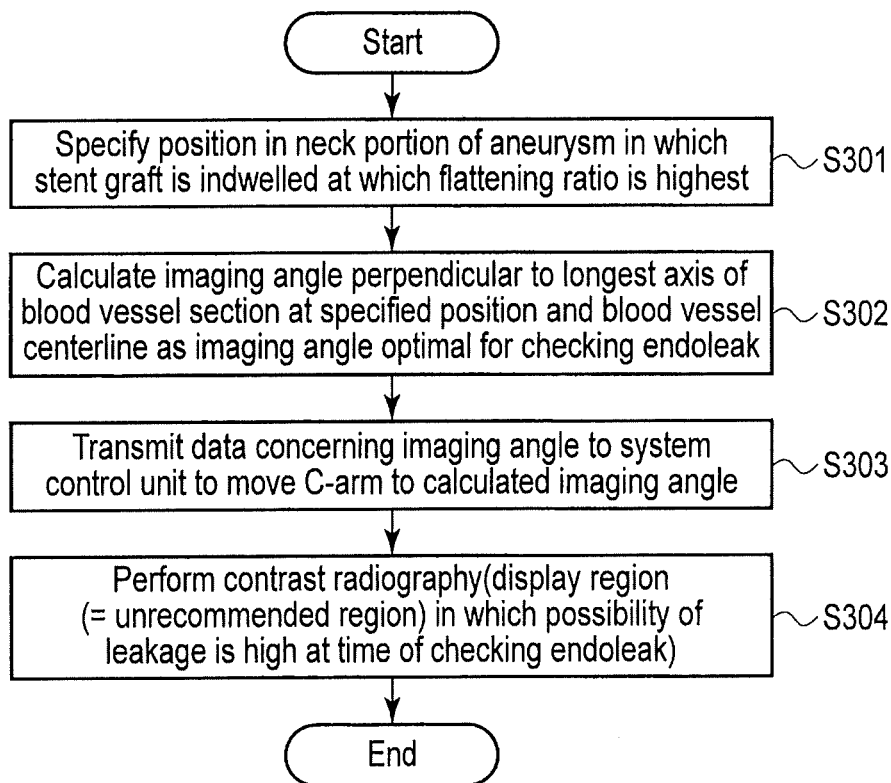 Start
Specify position in neck portion of aneurysm in which
stent graft is indwelled at which flattening ratio is highest
S301
Calculate imaging angle perpendicular to longest axis of
blood vessel section at specified position and blood vessel
centerline as imaging angle optimal for checking endoleak
S302
Transmit data concerning imaging angle to system
control unit to move C-arm to calculated imaging angle
S303
Perform contrast radiography(display region
(= unrecommended region) in which possibility of
leakage is high at time of checking endoleak)
S304
End